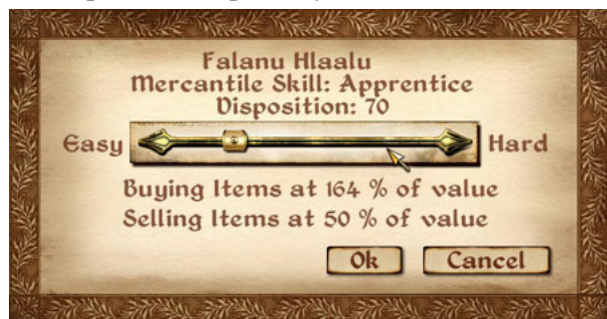 Falanu Hlaalu
Mercantile Skill: Apprentice
Disposition: 70
Easy Hard
Buying Items at 164 % of value
Selling Items at 50 % of value
Ok Cancel